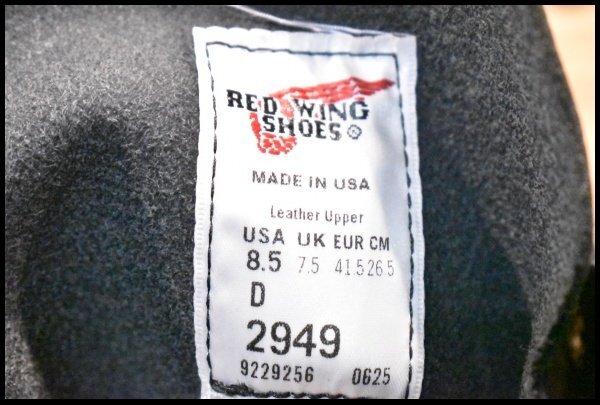 RED WING
SHOES®
MADE IN USA
Leather Upper
USA UK EUR CM
8.5 7.5 41.5 26.5
D
2949
9229256 0625